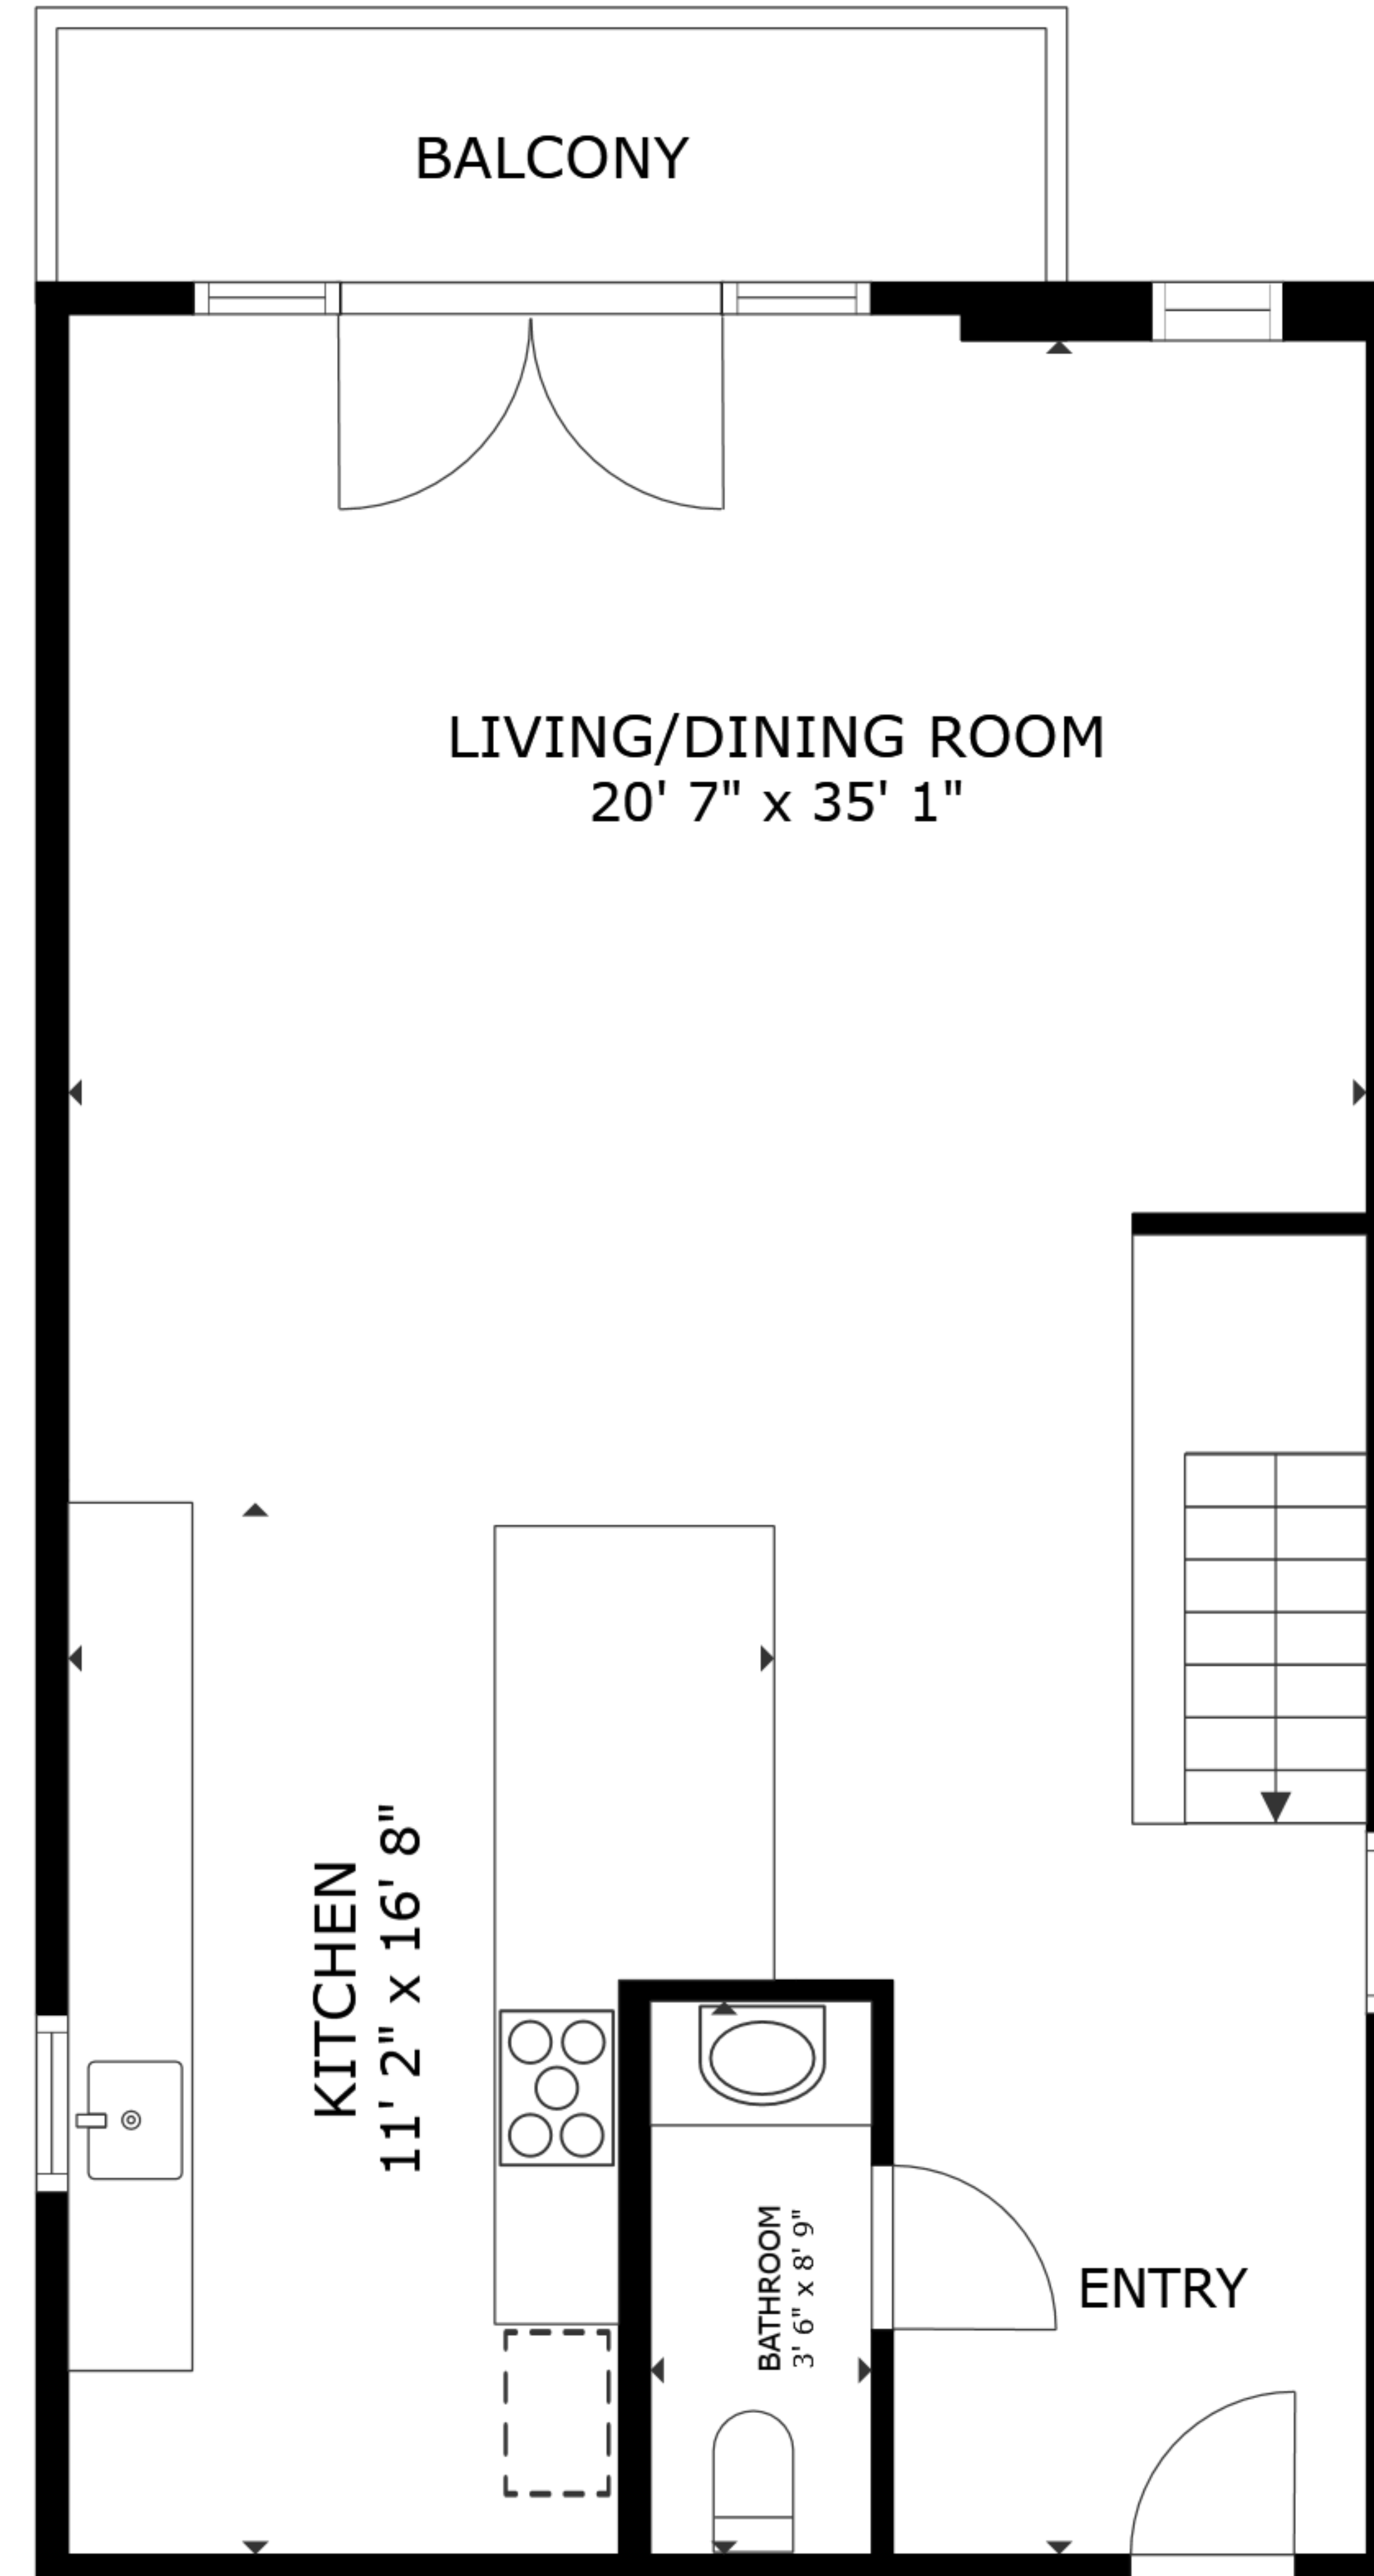 BALCONY
LIVING/DINING ROOM
20' 7" x 35' 1"
KITCHEN
11' 2" x 16' 8"
BATHROOM
3' 6" x 8' 9"
ENTRY